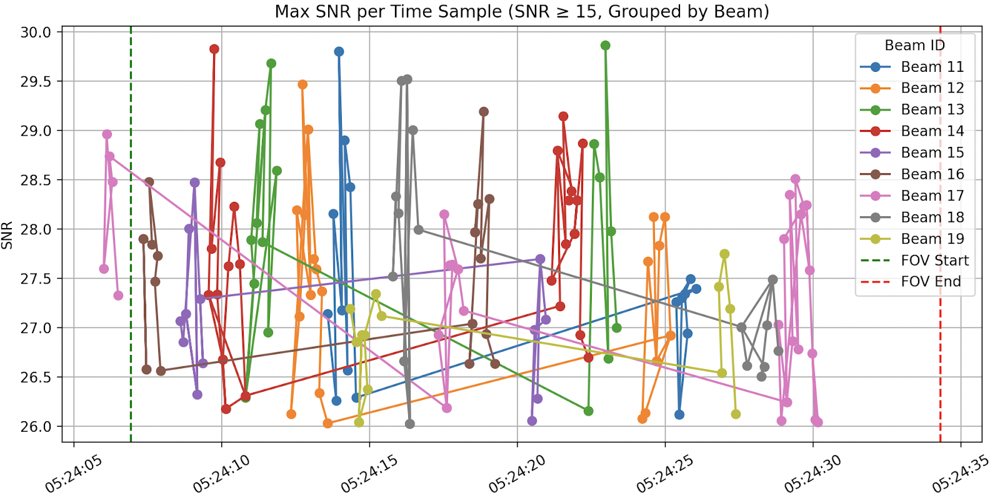 Max SNR per Time Sample (SNR ≥ 15, Grouped by Beam)
SNR
30.0
29.5
29.0
28.5
28.0
27.5
27.0
26.5
26.0
Beam ID
Beam 11
Beam 12
Beam 13
Beam 14
Beam 15
Beam 16
Beam 17
Beam 18
Beam 19
FOV Start
FOV End
05:24:05
05:24:10
05:24:15
05:24:20
05:24:25
05:24:30
05:24:35